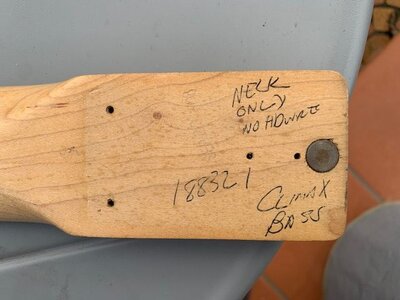 NECK
ONLY
NO HDWRE
188321
CLIMAX
BASS